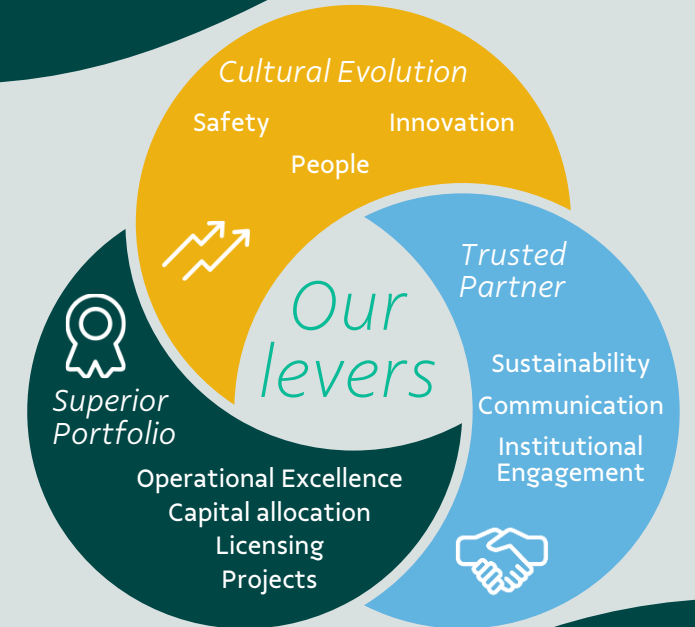 Cultural Evolution
Safety
Innovation
People
Our
levers
Trusted
Partner
Sustainability
Communication
Institutional
Engagement
Superior
Portfolio
Operational Excellence
Capital allocation
Licensing
Projects